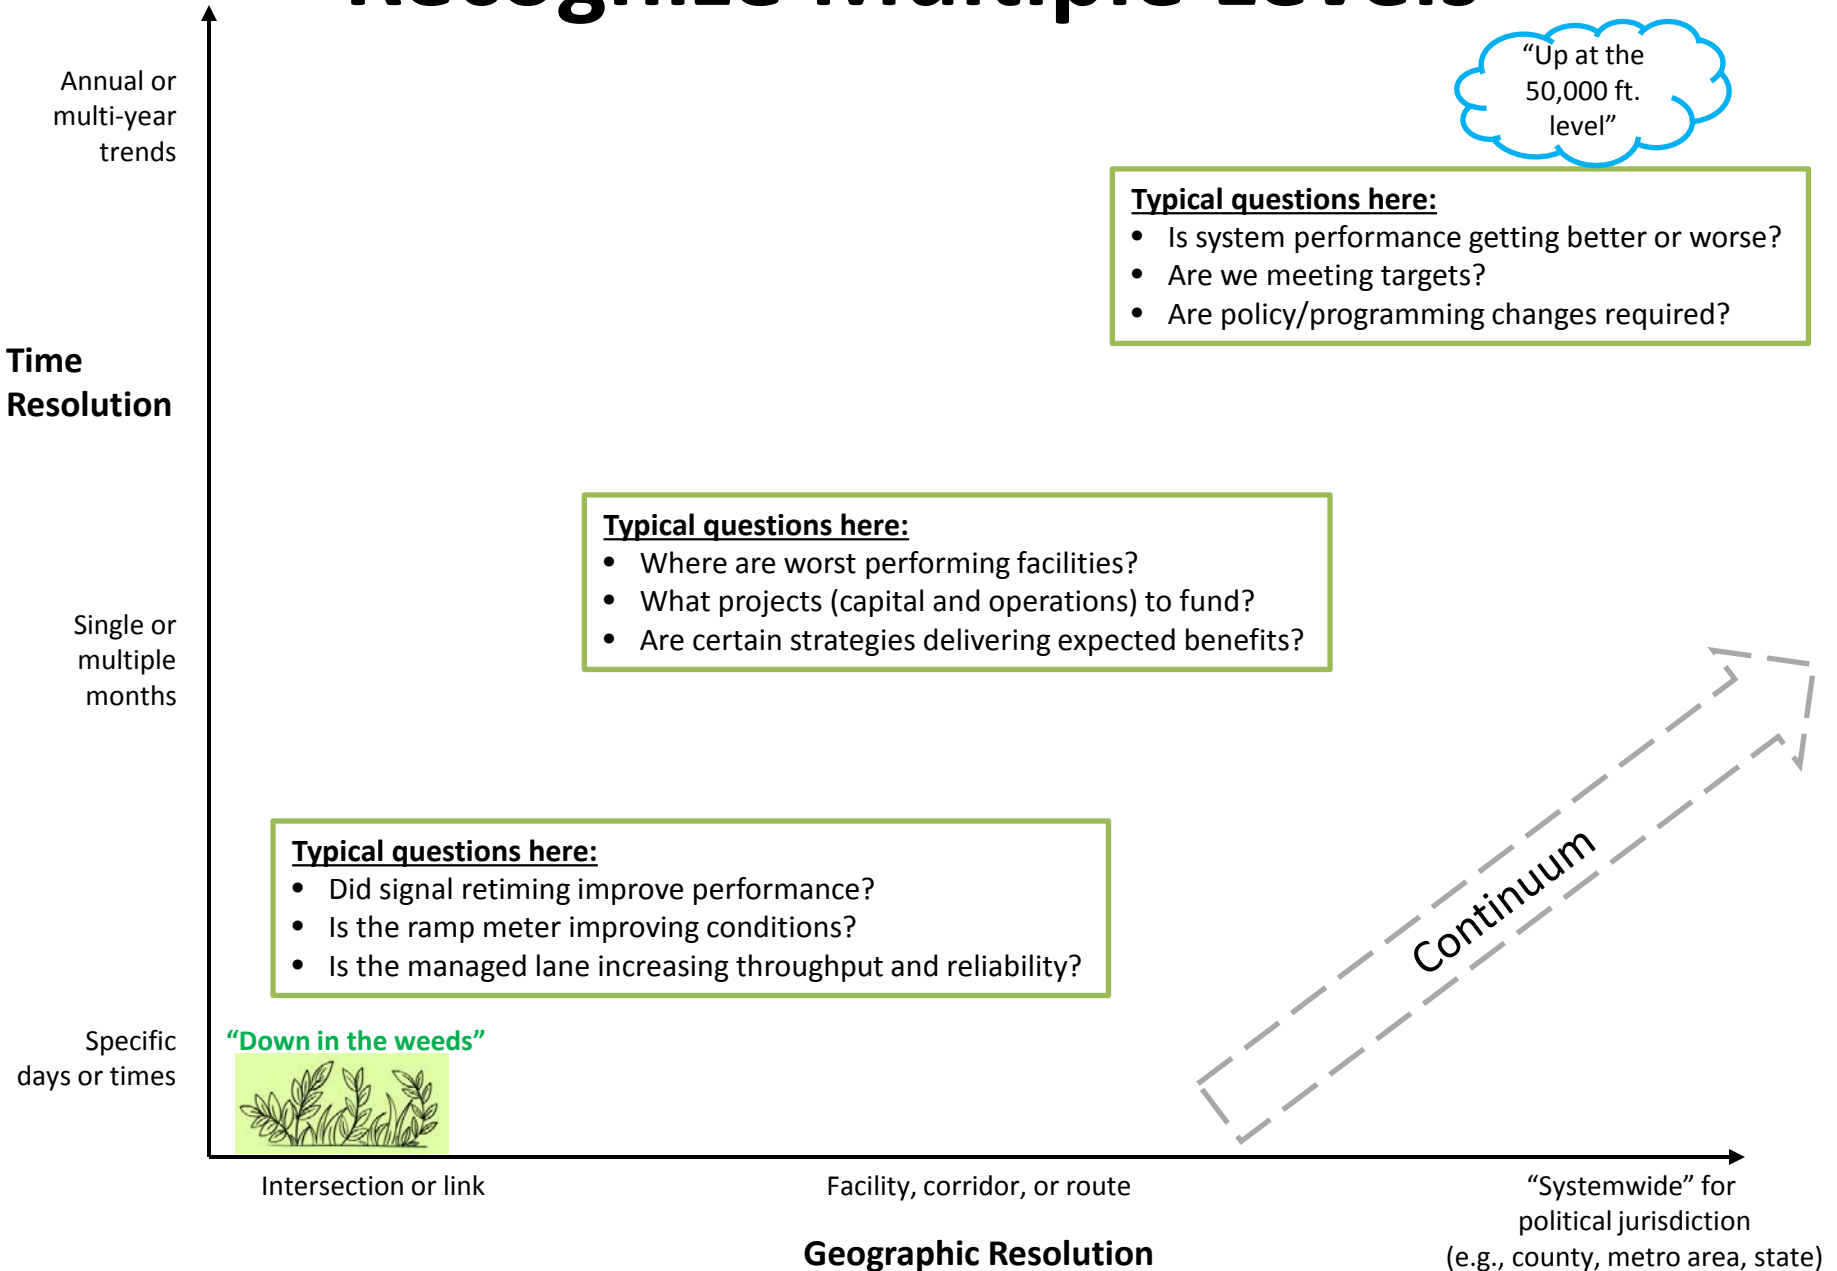 Recognize Multiple Levels
Annual or
multi-year
trends
“Up at the
50,000 ft.
level”
Typical questions here:
• Is system performance getting better or worse?
• Are we meeting targets?
• Are policy/programming changes required?
Time
Resolution
Typical questions here:
• Where are worst performing facilities?
• What projects (capital and operations) to fund?
• Are certain strategies delivering expected benefits?
Single or
multiple
months
Typical questions here:
• Did signal retiming improve performance?
• Is the ramp meter improving conditions?
• Is the managed lane increasing throughput and reliability?
Continuum
Specific
days or times
“Down in the weeds”
Intersection or link
Facility, corridor, or route
“Systemwide” for
political jurisdiction
(e.g., county, metro area, state)
Geographic Resolution